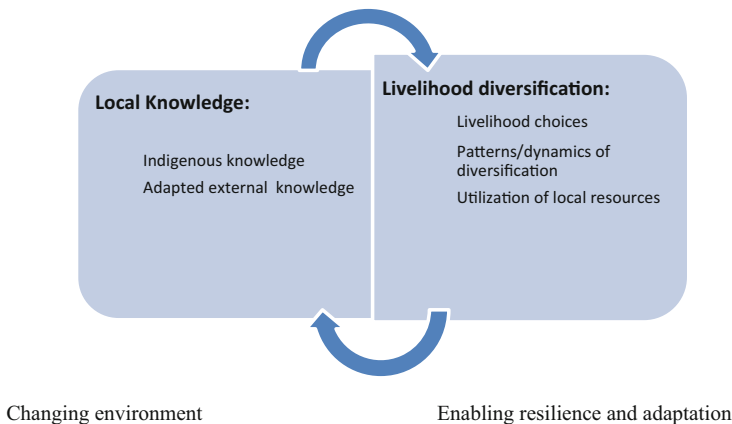 Local Knowledge:
Indigenous knowledge
Adapted external knowledge
Livelihood diversification:
Livelihood choices
Patterns/dynamics of
diversification
Utilization of local resources
Changing environment
Enabling resilience and adaptation